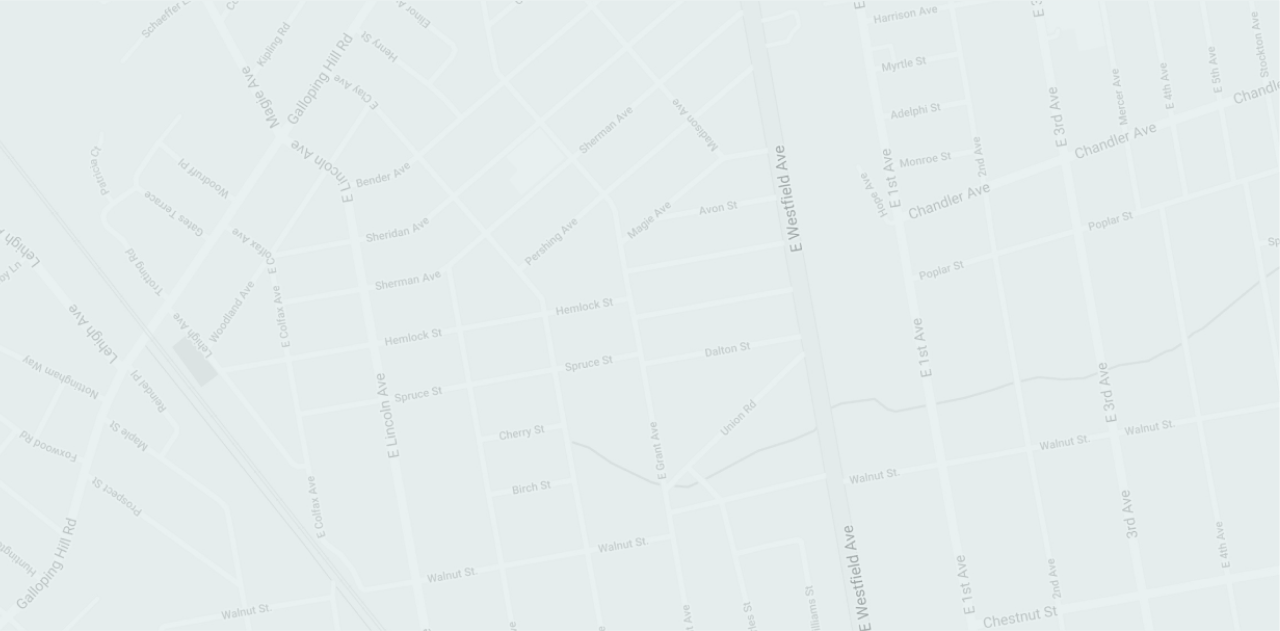 Schaeffer
Kipling Rd
Magie Ave
Galloping Hill Rd
Henry St
Elinor
E Clay Ave
Harrison Ave
Myrtle St
Adelphi St
Monroe St
2nd Ave
E 3rd Ave
Mercer Ave
E 4th Ave
E 5th Ave
Stockton Ave
Chandler Ave
Chandler Ave
E 1st Ave
Hope Ave
Sherman Ave
Madison Ave
E Westfield Ave
Patricia Ct
Woodruff Pl
Gates Terrace
E Lincoln Ave
E Lincoln Ave
Bender Ave
Sheridan Ave
Pershing Ave
Magie Ave
Avon St
Poplar St
Poplar St
Lehigh Ave
Trotting Rd
E Colfax Ave
Woodland Ave
E Colfax Ave
Sherman Ave
Hemlock St
Hemlock St
Lehigh Ave
Lehigh Ave
Spruce St
Spruce St
Dalton St
E 1st Ave
E 3rd Ave
Nottingham Way
Reindel Pl
E Lincoln Ave
Union Rd
Foxwood Rd
Maple St
Cherry St
E Grant Ave
Walnut St
Walnut St
Walnut St
Prospect St
Birch St
E Colfax Ave
3rd Ave
Galloping Hill Rd
Walnut St
Walnut St
Walnut St
E Westfield Ave
E 1st Ave
2nd Ave
E 4th Ave
Chestnut St